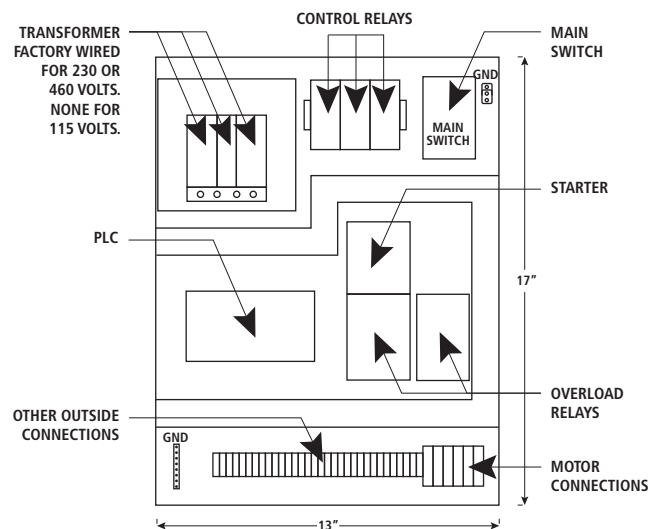 TRANSFORMER
FACTORY WIRED
FOR 230 OR
460 VOLTS.
NONE FOR
115 VOLTS.
CONTROL RELAYS
MAIN
SWITCH
GND
MAIN
SWITCH
STARTER
PLC
17"
OVERLOAD
RELAYS
OTHER OUTSIDE
CONNECTIONS
GND
MOTOR
CONNECTIONS
13"